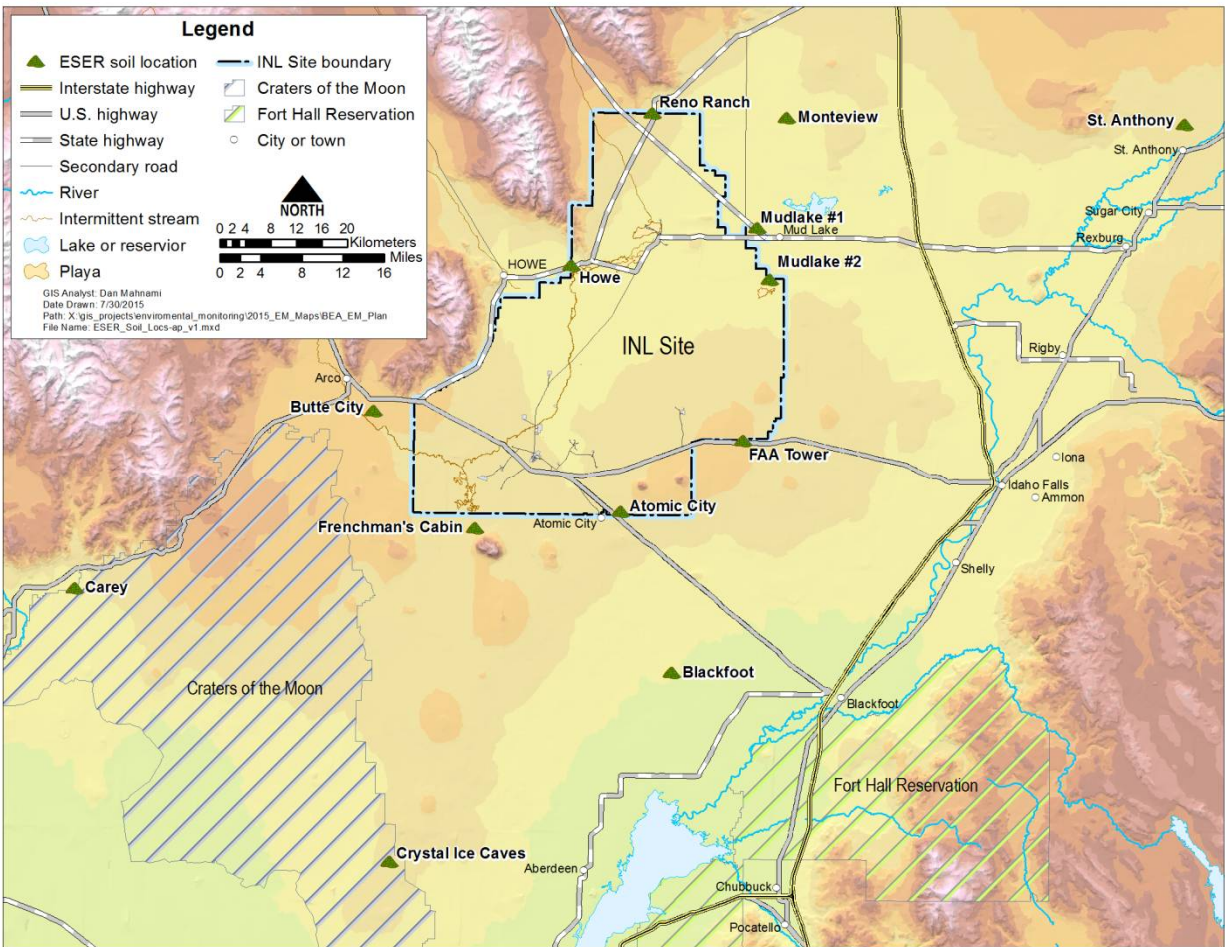 Legend
ESER soil location
Interstate highway
U.S. highway
State highway
Secondary road
River
Intermittent stream
Lake or reservior
Playa
INL Site boundary
Craters of the Moon
Fort Hall Reservation
City or town
NORTH
0 2 4 8 12 16 20
Kilometers
Miles
0 2 4 8 12 16
GIS Analyst: Dan Mahnami
Date Drawn: 7/30/2015
Path: X:\gis_projects\enviromental_monitoring\2015_EM_Maps\BEA_EM_Plan
File Name: ESER_Soil_Locs-ap_v1.mxd
Reno Ranch
Monteview
St. Anthony
St. Anthony
Sugar City
Rexburg
Mudlake #1
Mud Lake
Mudlake #2
HOWE
Howe
INL Site
Rigby
Arco
Butte City
FAA Tower
Iona
Idaho Falls
Ammon
Atomic City
Atomic City
Frenchman's Cabin
Shelly
Carey
Blackfoot
Blackfoot
Craters of the Moon
Fort Hall Reservation
Crystal Ice Caves
Aberdeen
Chubbuck
Pocatello